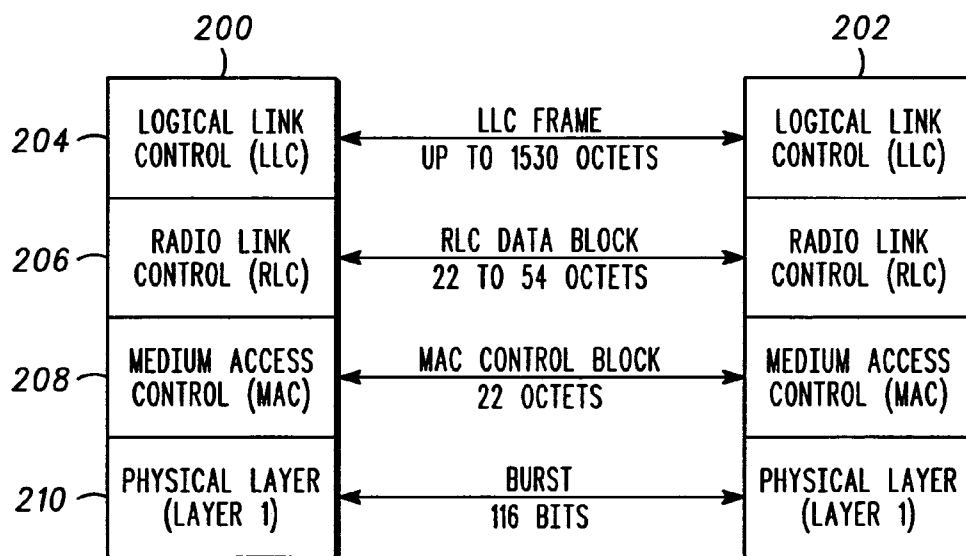 200
202
204
LOGICAL LINK
CONTROL (LLC)
LLC FRAME
UP TO 1530 OCTETS
LOGICAL LINK
CONTROL (LLC)
206
RADIO LINK
CONTROL (RLC)
RLC DATA BLOCK
22 TO 54 OCTETS
RADIO LINK
CONTROL (RLC)
208
MEDIUM ACCESS
CONTROL (MAC)
MAC CONTROL BLOCK
22 OCTETS
MEDIUM ACCESS
CONTROL (MAC)
210
PHYSICAL LAYER
(LAYER 1)
BURST
116 BITS
PHYSICAL LAYER
(LAYER 1)